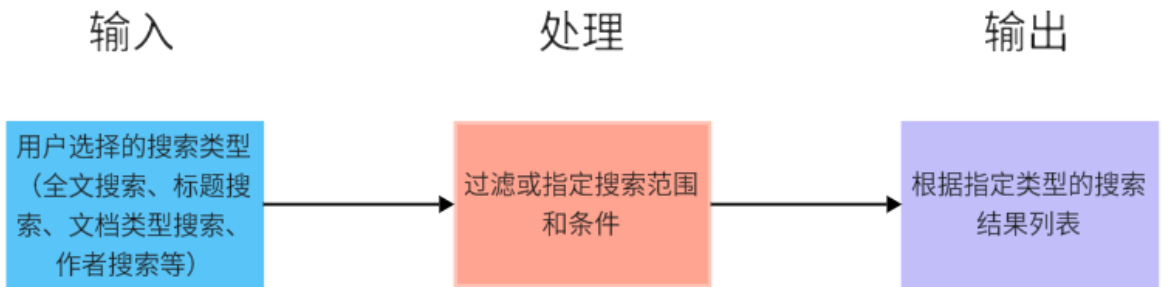 输入
处理
输出
用户选择的搜索类型
（全文搜索、标题搜
索、文档类型搜索、
作者搜索等）
过滤或指定搜索范围
和条件
根据指定类型的搜索
结果列表